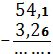 54,1
- 3,26
.... ....